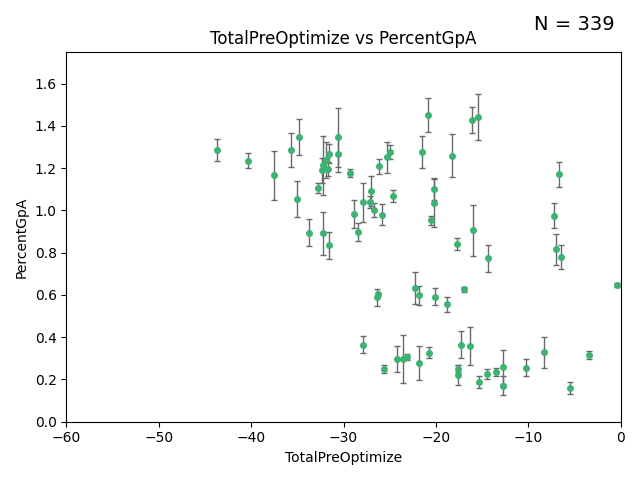 N = 339
TotalPreOptimize vs PercentGpA
PercentGpA
1.6
1.4
1.2
1.0
0.8
0.6
0.4
0.2
0.0
−60 −50 −40 −30 −20 −10 0
TotalPreOptimize